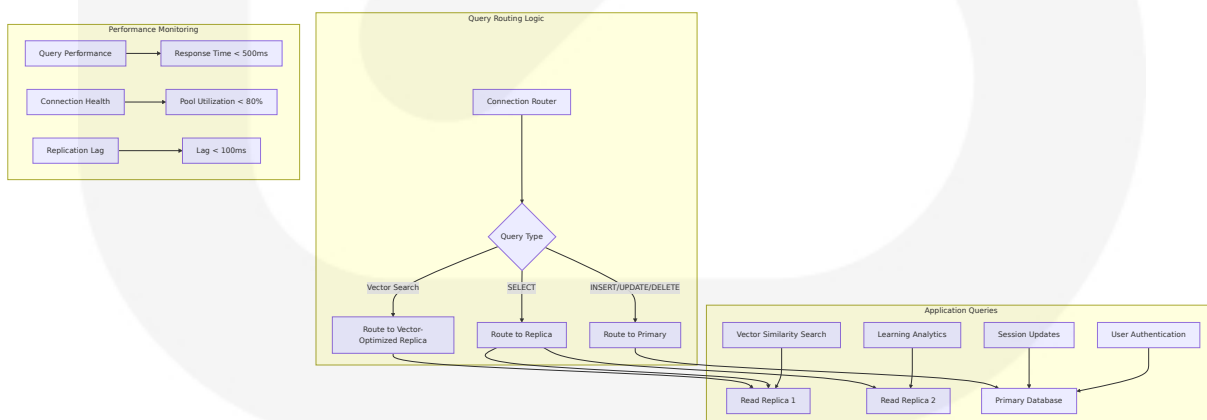 Performance Monitoring
Query Performance
Response Time < 500ms
Connection Health
Pool Utilization < 80%
Replication Lag
Lag < 100ms
Query Routing Logic
Connection Router
Query Type
Vector Search
SELECT
INSERT/UPDATE/DELETE
Route to Vector-
Optimized Replica
Route to Replica
Route to Primary
Application Queries
Vector Similarity Search
Learning Analytics
Session Updates
User Authentication
Read Replica 1
Read Replica 2
Primary Database